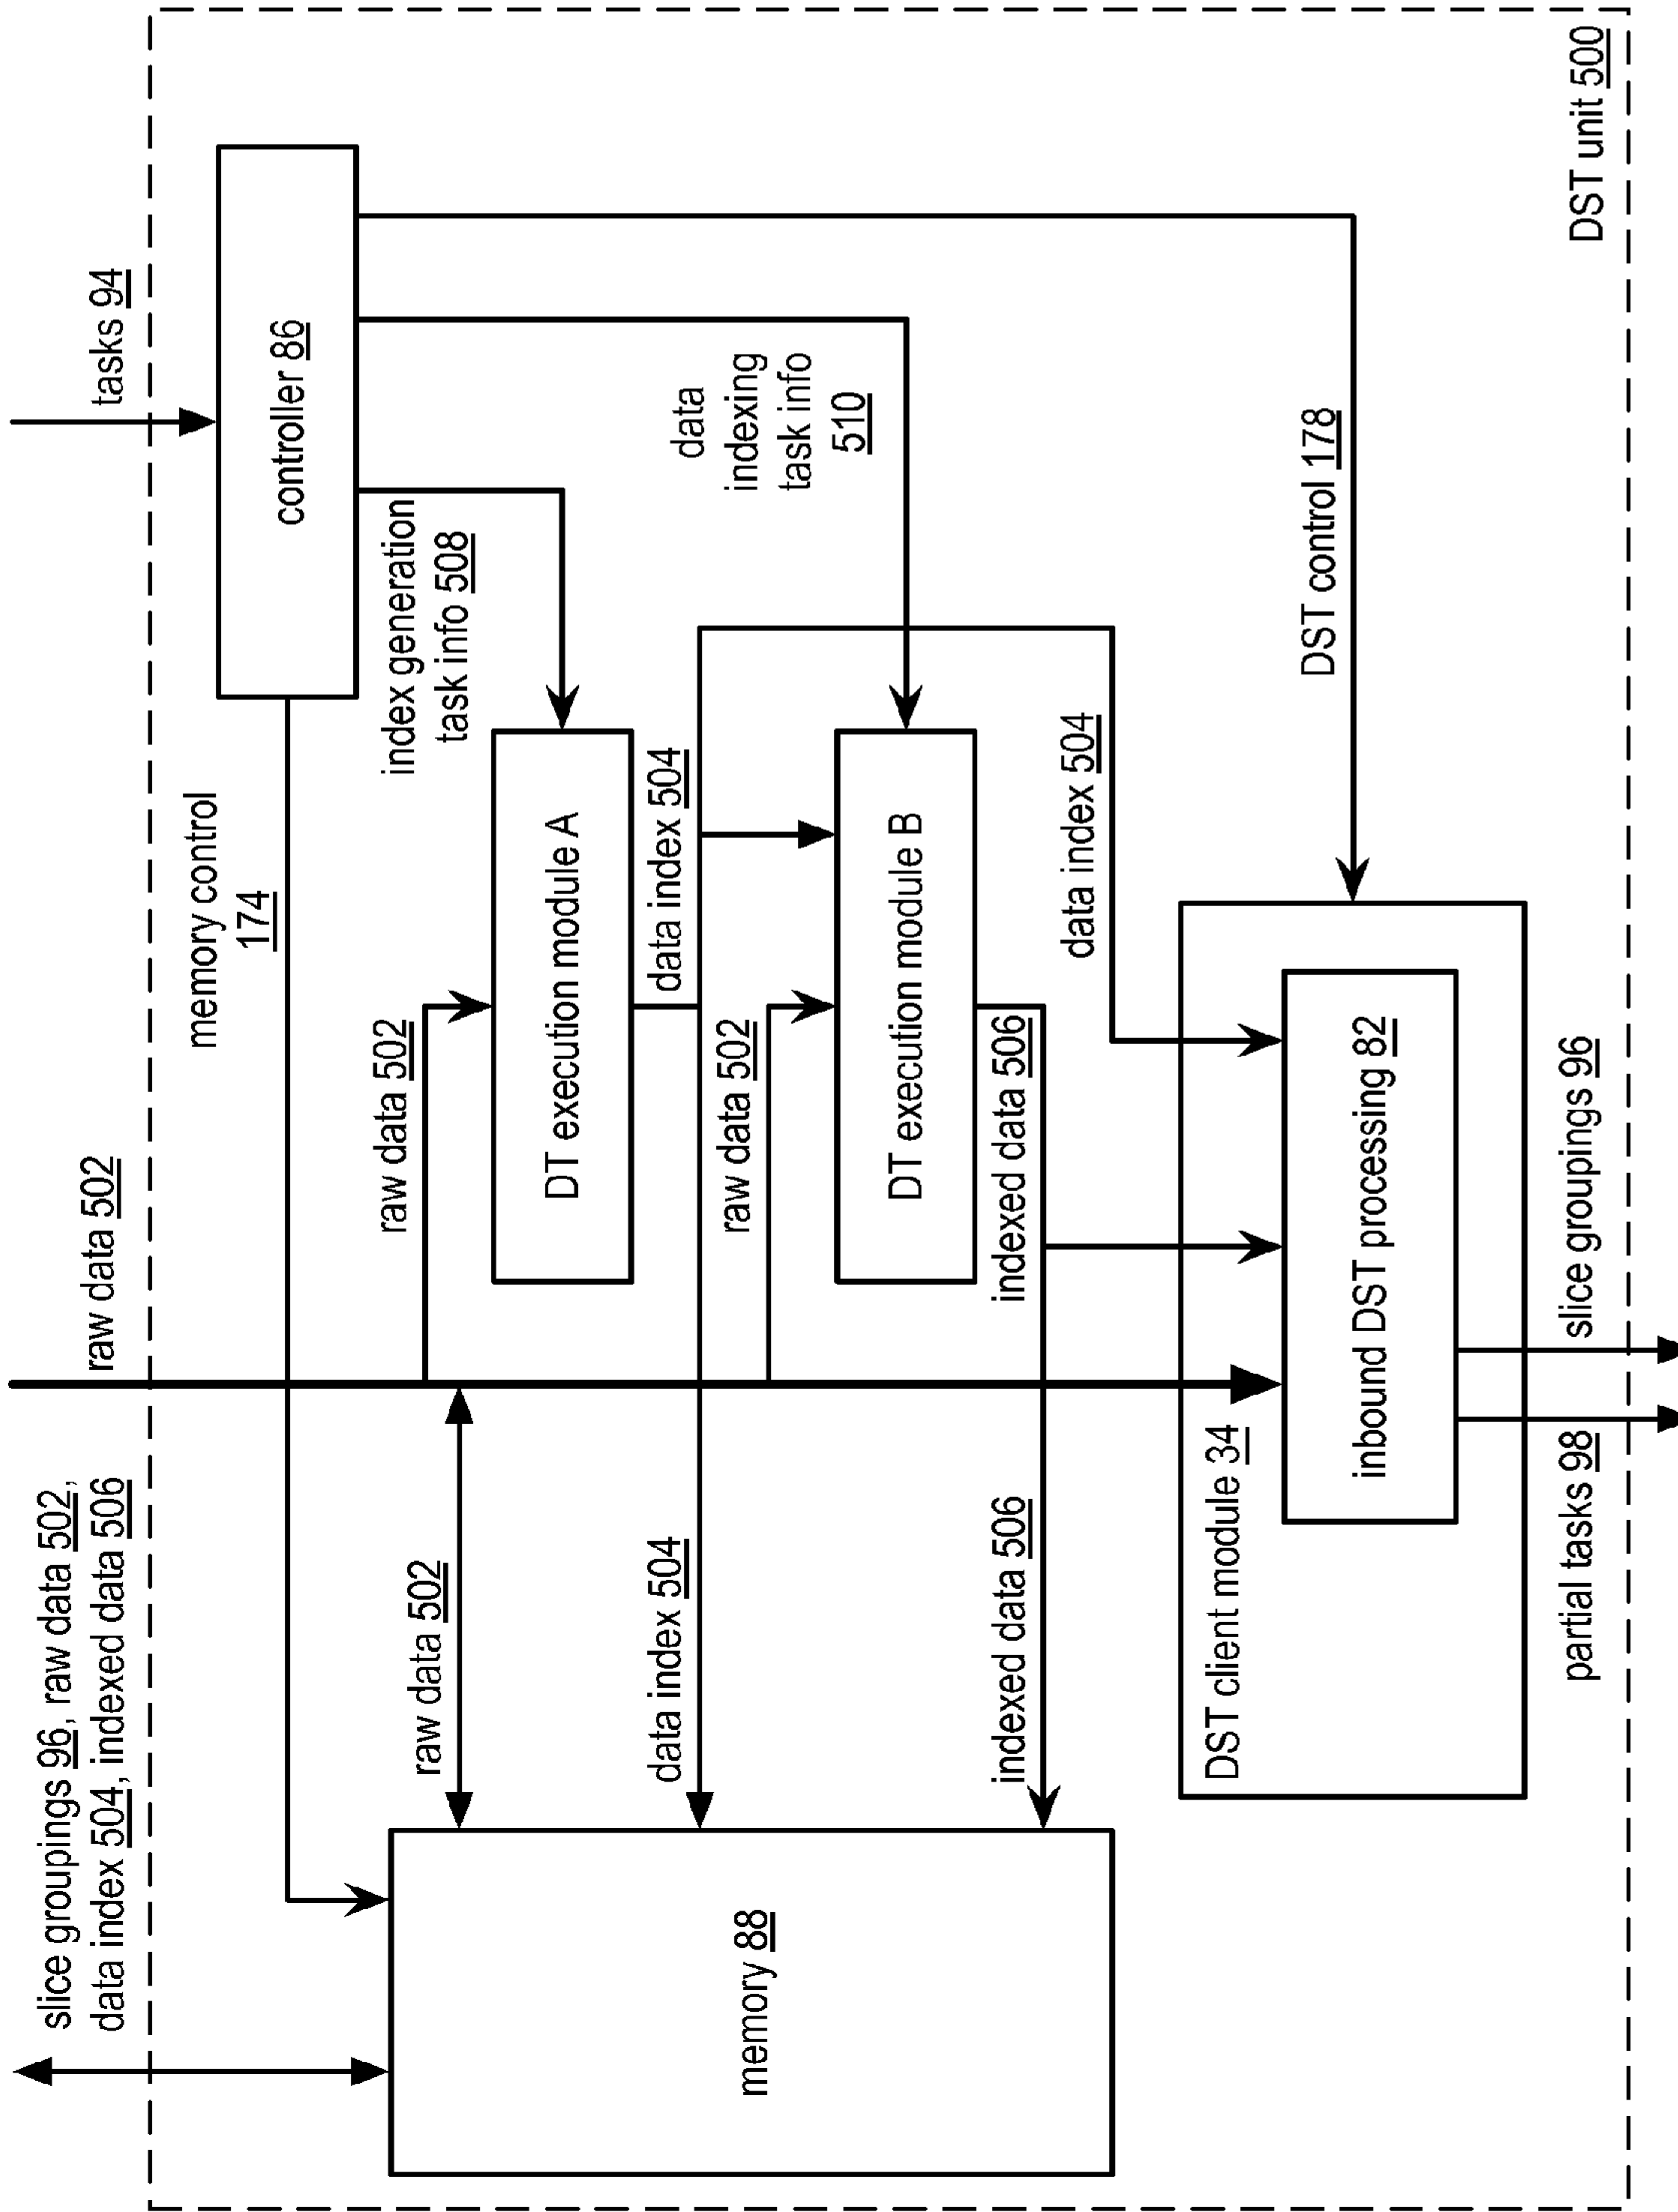 slice groupings 96, raw data 502,
data index 504, indexed data 506
raw data 502
tasks 94
memory control
174
controller 86
index generation
task info 508
data
indexing
task info
510
raw data 502
raw data 502
DT execution module A
data index 504
data index 504
raw data 502
DT execution module B
memory 88
indexed data 506
indexed data 506
data index 504
DST control 178
DST client module 34
inbound DST processing 82
partial tasks 98
slice groupings 96
DST unit 500